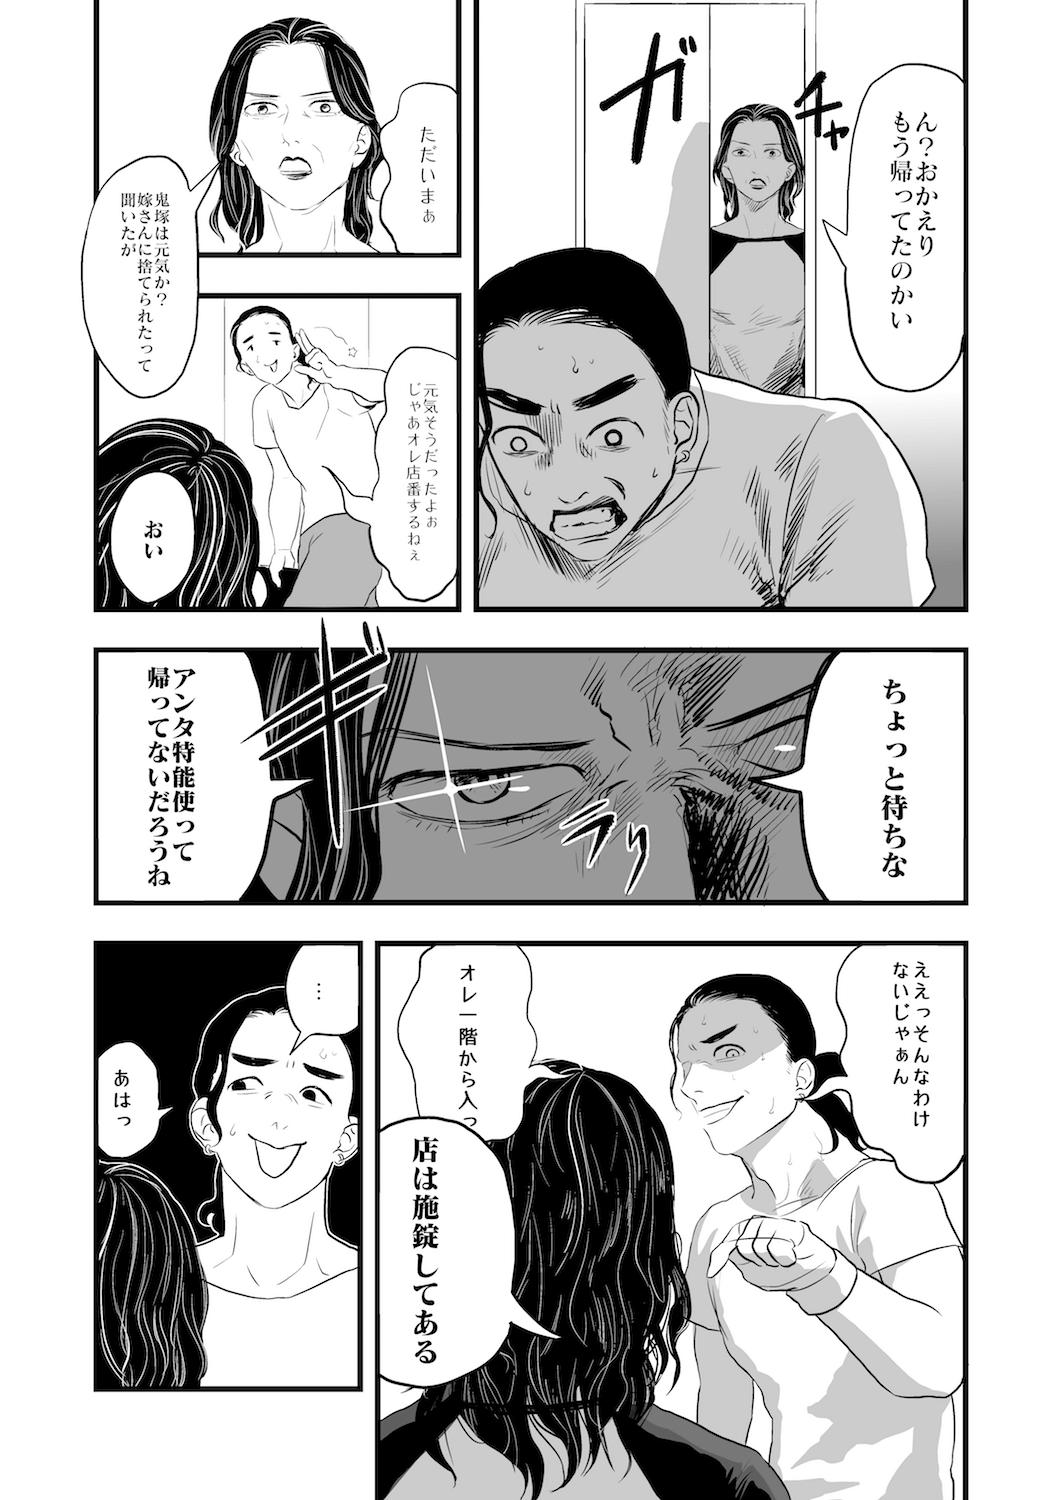 ガチャ
ん？おかえり
もう帰ってたのかい
ただいまぁ
鬼塚は元気か？
嫁さんに捨てられたって
聞いたが
元気そうだったよぉ
じゃあオレ店番するねぇ
おい
ちょっと待ちな
ギラリ
アンタ特能使って
帰ってないだろうね
ええっそんなわけ
ないじゃぁん
オレ一階から入っ
店は施錠してある
…
あはっ